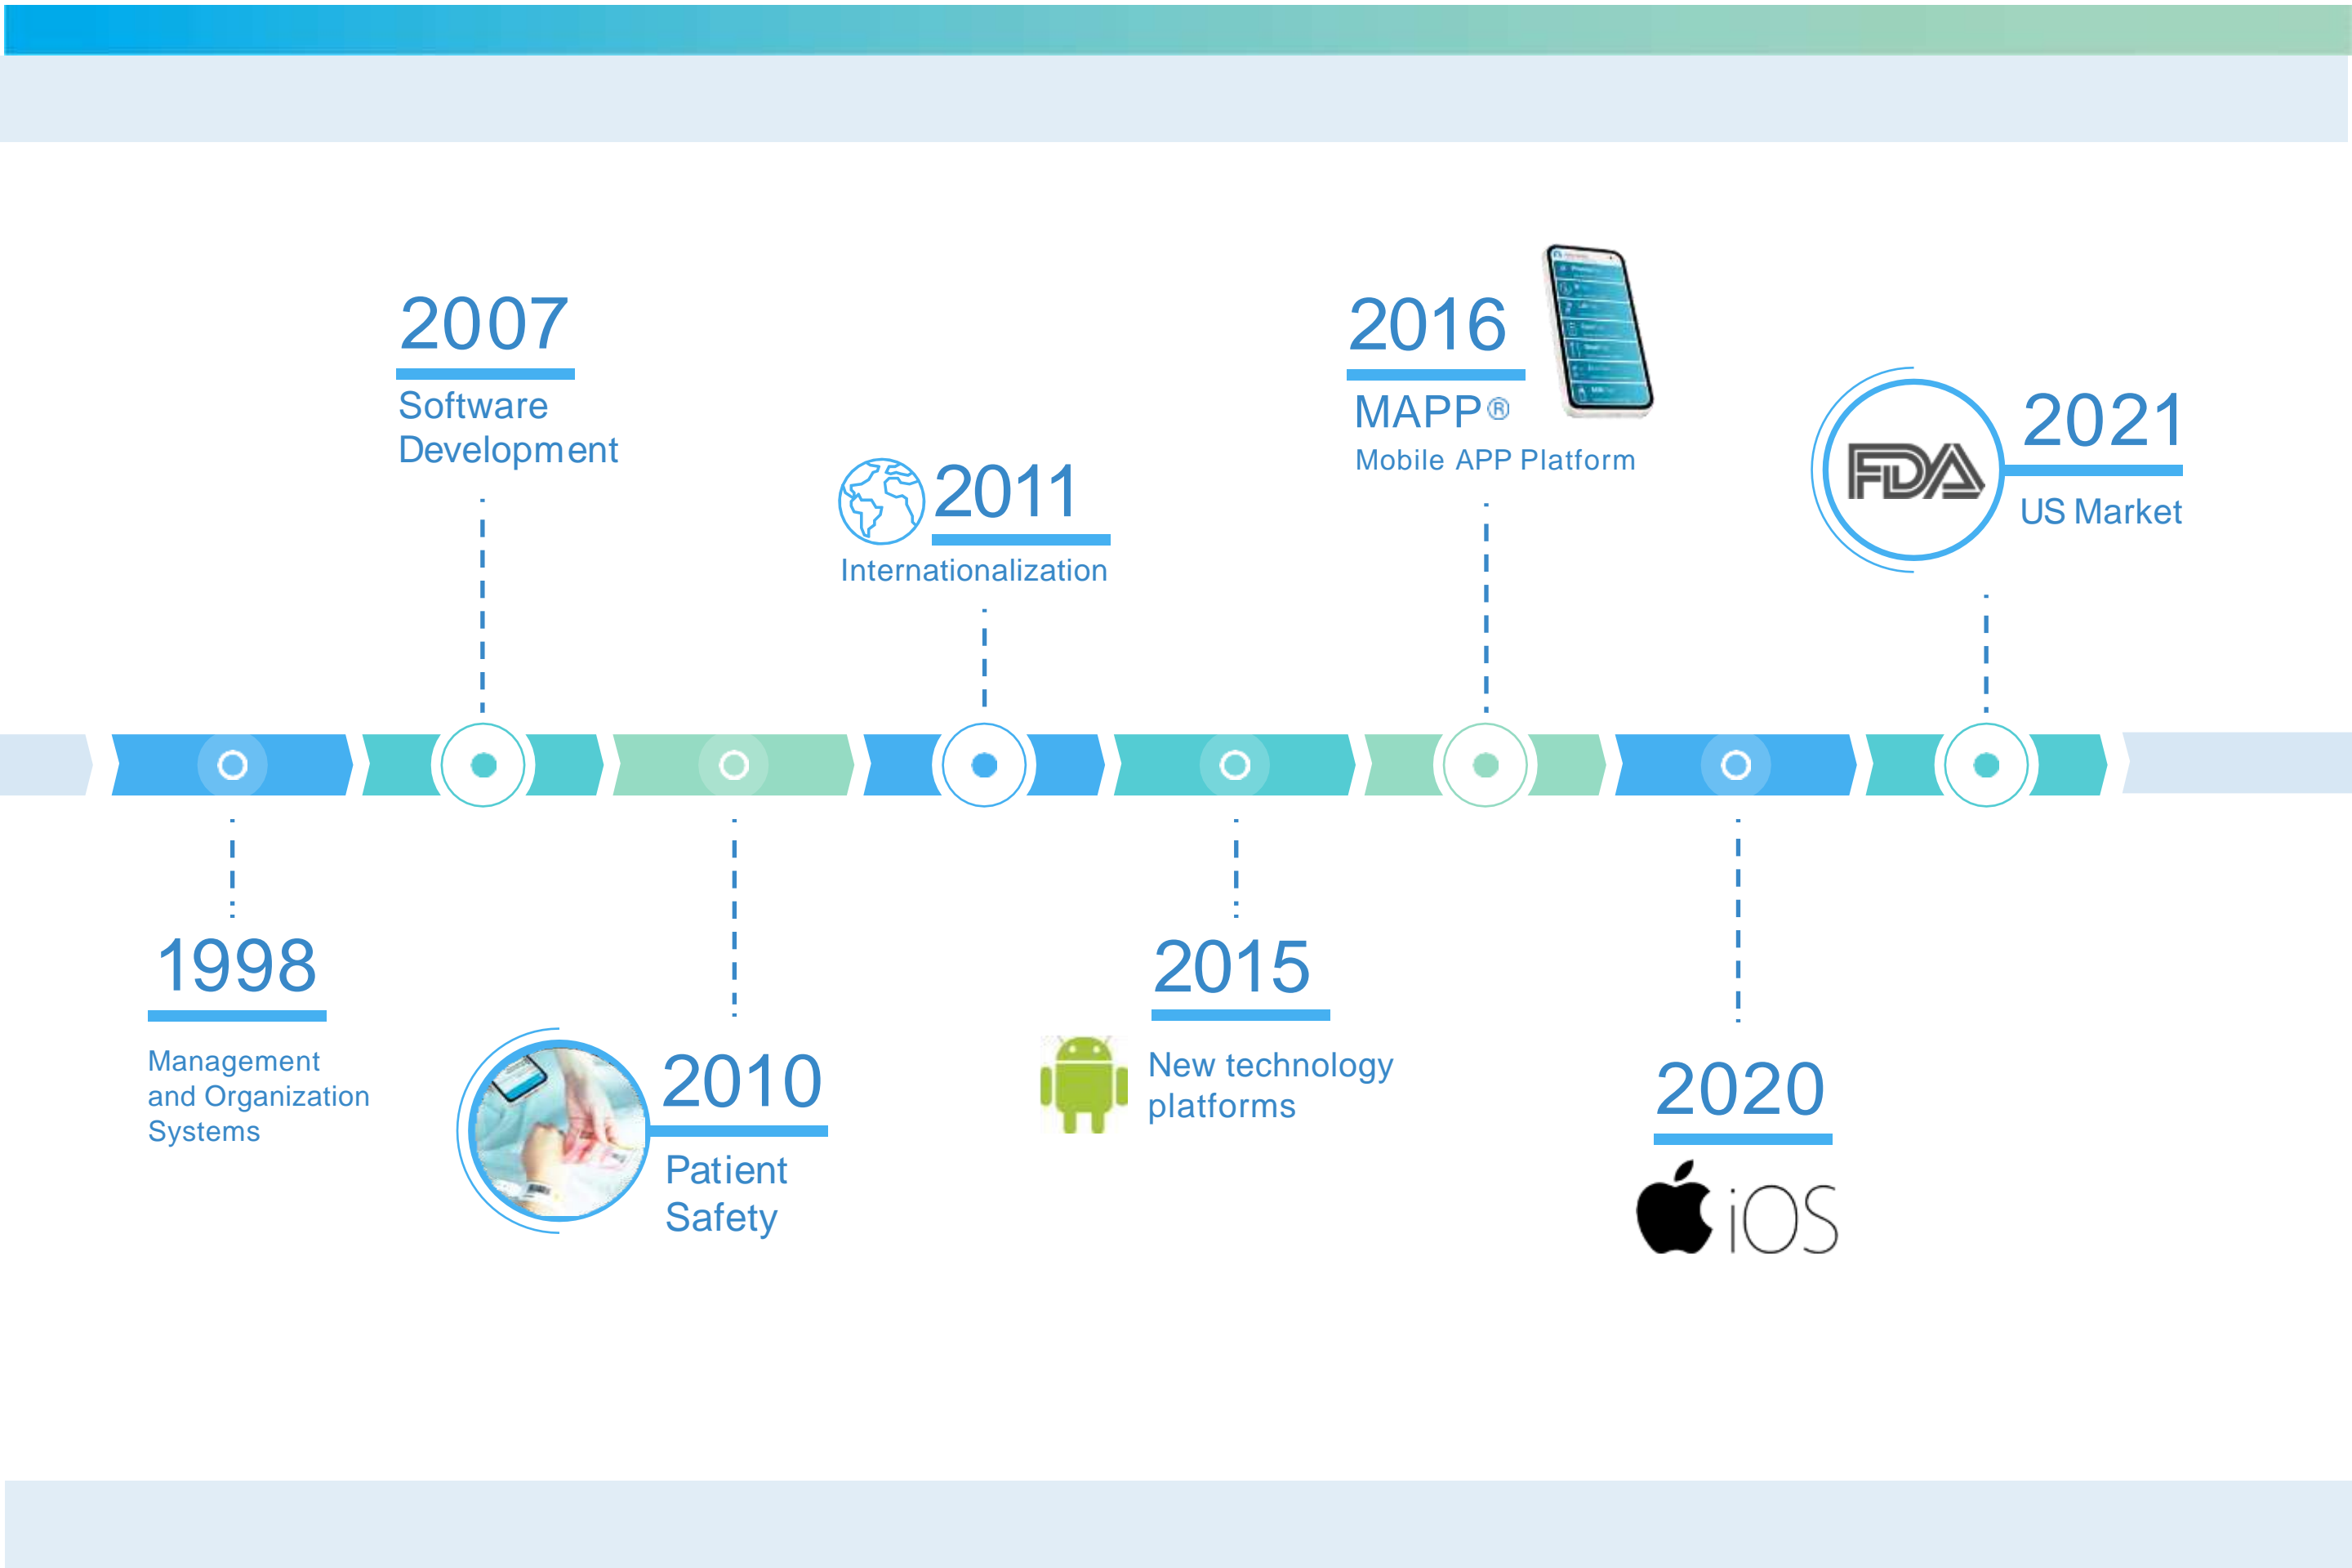 2007
Software
Development
2016
MAPP®
Mobile APP Platform
2021
FDA
US Market
2011
Internationalization
1998
Management
and Organization
Systems
2010
Patient
Safety
2015
New technology
platforms
2020
iOS